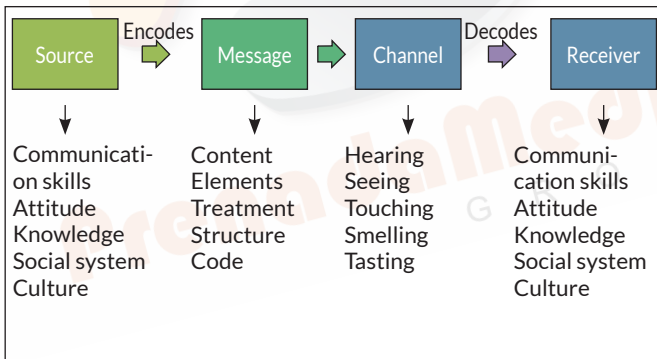 Encodes
Decodes
Source
Message
Channel
Receiver
Communicati-
on skills
Attitude
Knowledge
Social system
Culture
Content
Elements
Treatment
Structure
Code
Hearing
Seeing
Touching
Smelling
Tasting
Communi-
cation skills
Attitude
Knowledge
Social system
Culture